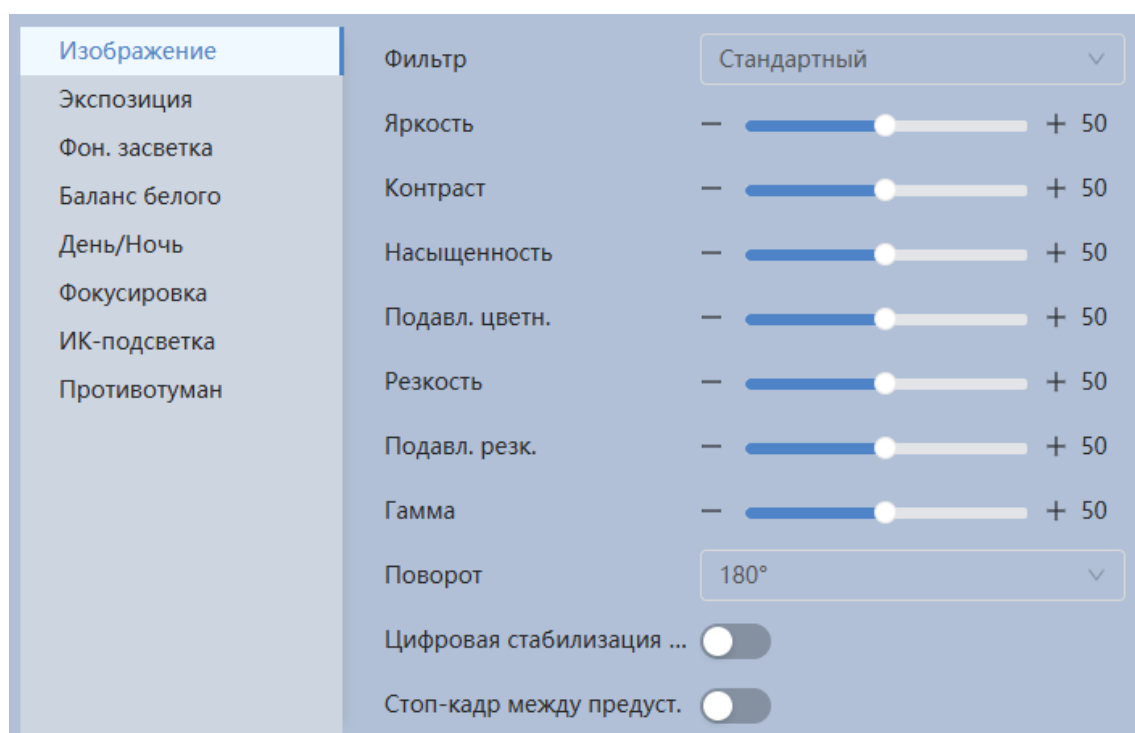 Изображение
Экспозиция
Фон. засветка
Баланс белого
День/Ночь
Фокусировка
ИК-подсветка
Противотуман
Фильтр Стандартный
Яркость − + 50
Контраст − + 50
Насыщенность − + 50
Подавл. цветн. − + 50
Резкость − + 50
Подавл. резк. − + 50
Гамма − + 50
Поворот 180°
Цифровая стабилизация ...
Стоп-кадр между предуст.